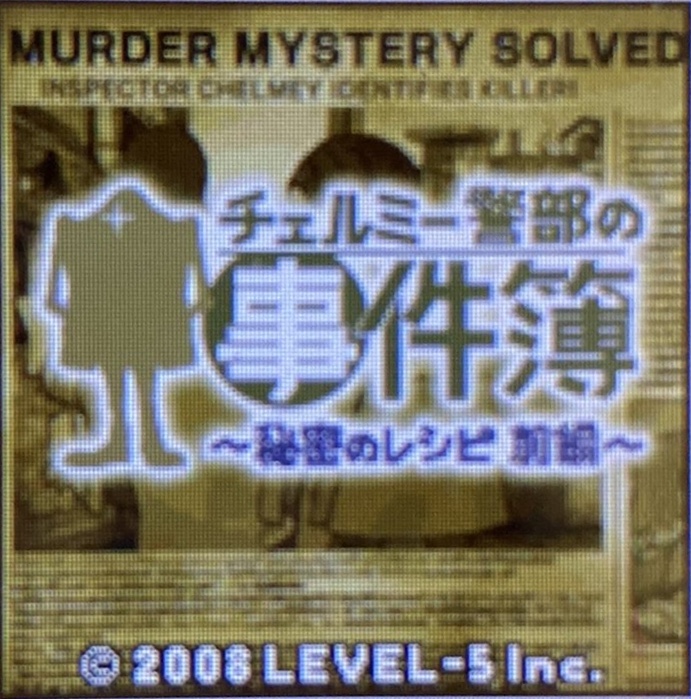 MURDER MYSTERY SOLVED
INSPECTOR CHELMEY IDENTIFIES KILLER!
チェルミー警部の
事件簿
～秘密のレシピ 前編～
© 2008 LEVEL-5 Inc.